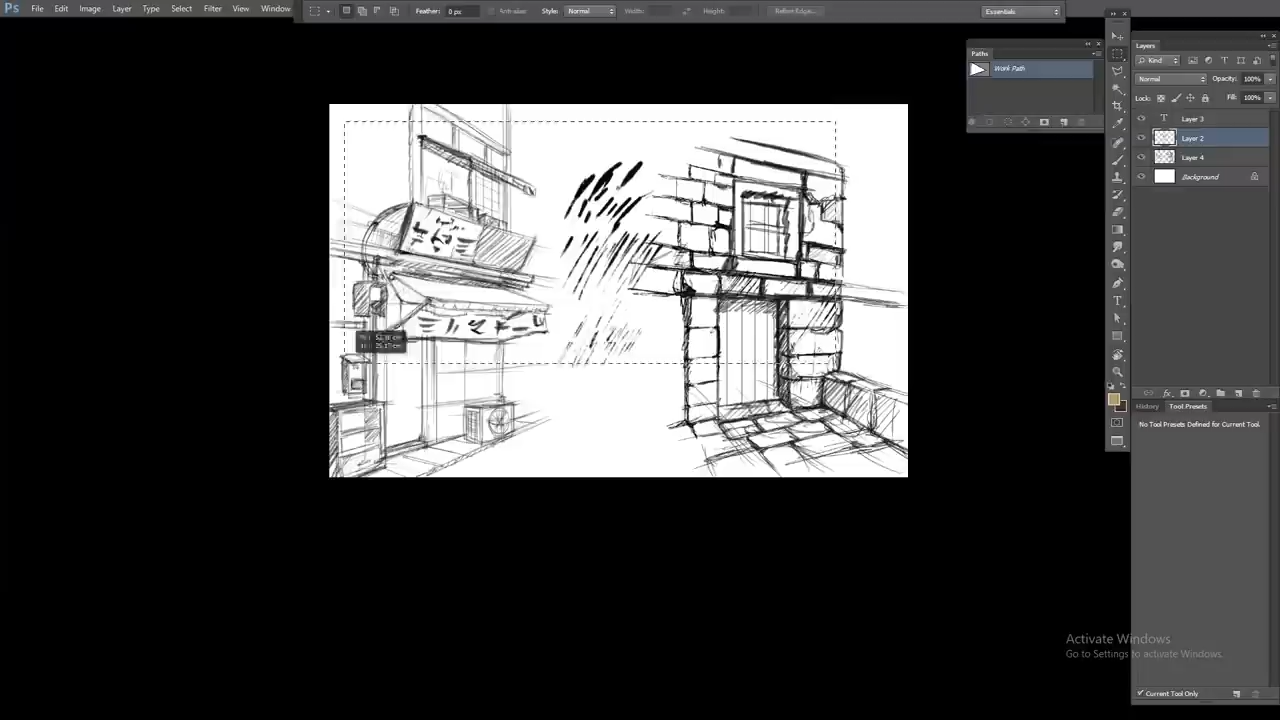 Ps File Edit Image Layer Type Select Filter View Window
Feather: 0 px Anti-alias Style: Normal Width: Height: Refine Edge... Essentials
Paths
Work Path
Layers
Kind
Normal Opacity: 100%
Lock: Fill: 100%
Layer 3
Layer 2
Layer 4
Background
History Tool Presets
No Tool Presets Defined for Current Tool.
Activate Windows
Go to Settings to activate Windows.
Current Tool Only